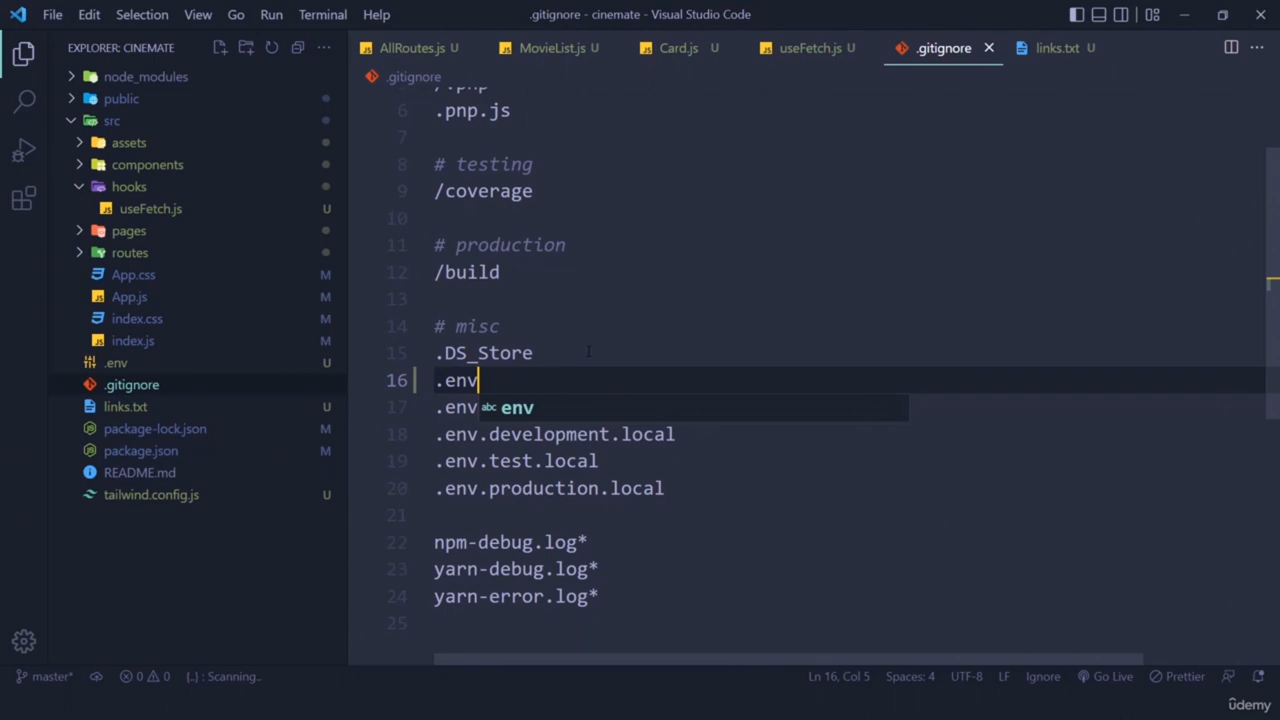 File Edit Selection View Go Run Terminal Help
.gitignore - cinemate - Visual Studio Code
EXPLORER: CINEMATE
AllRoutes.js U
MovieList.js U
Card.js U
useFetch.js U
.gitignore
links.txt U
node_modules
public
src
assets
components
hooks
useFetch.js U
pages
routes
App.css M
App.js M
index.css M
index.js M
.env U
.gitignore
links.txt U
package-lock.json M
package.json M
README.md
tailwind.config.js U
.gitignore
/.pnp
6 .pnp.js
7
8 # testing
9 /coverage
10
11 # production
12 /build
13
14 # misc
15 .DS_Store
16 .env
17 .env
abc env
18 .env.development.local
19 .env.test.local
20 .env.production.local
21
22 npm-debug.log*
23 yarn-debug.log*
24 yarn-error.log*
25
master* 0 0 {..} : Scanning..
Ln 16, Col 5 Spaces: 4 UTF-8 LF Ignore Go Live Prettier
ûdemy